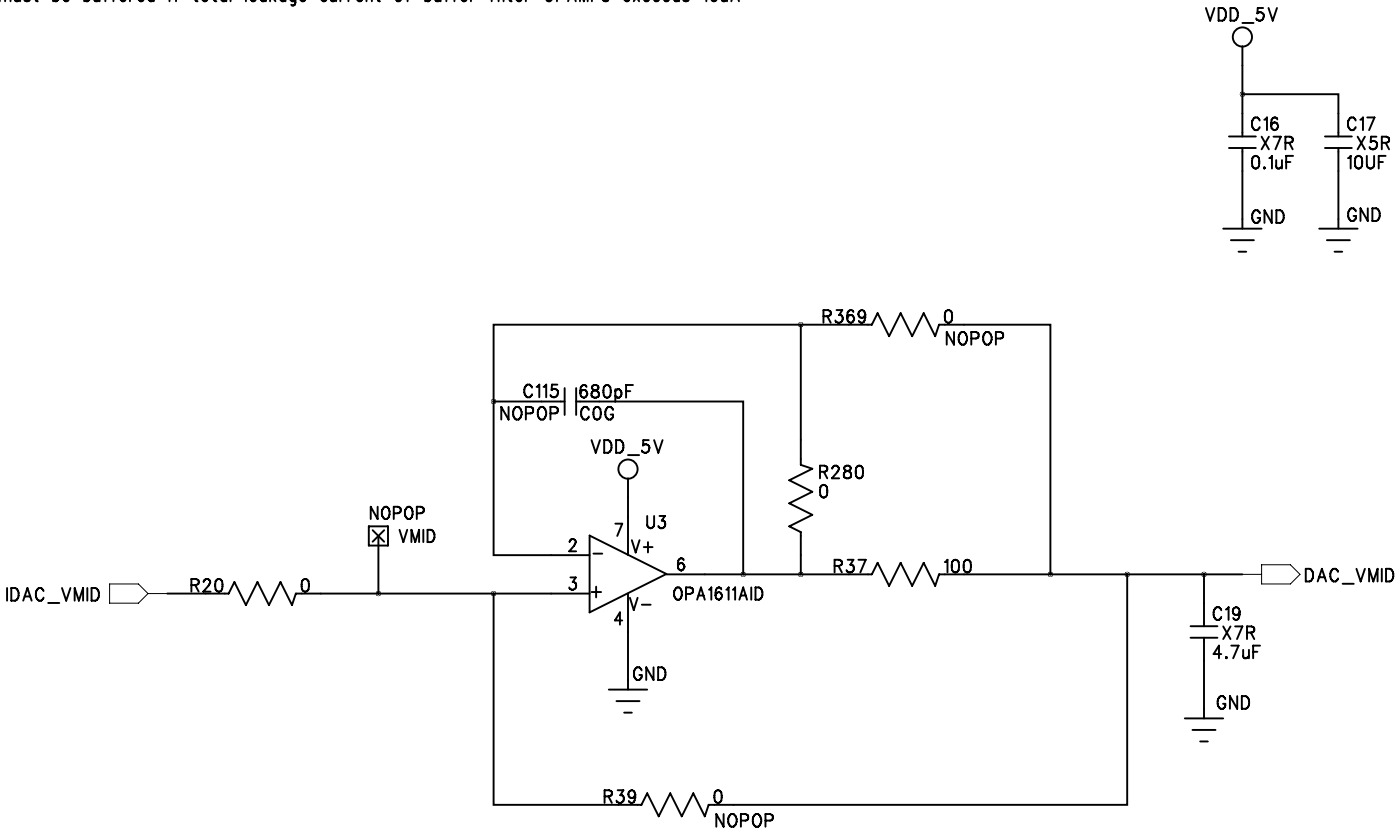 must be buffered if total leakage current of buffer filter OPAMPs exceeds 10uA
VDD_5V
C16
X7R
0.1uF
GND
C17
X5R
10UF
GND
R369
0
NOPOP
C115
680pF
NOPOP
COG
VDD_5V
R280
0
NOPOP
VMID
7
U3
2
V+
6
R37
100
3
OPA1611AID
V-
4
IDAC_VMID
R20
0
DAC_VMID
C19
X7R
4.7uF
GND
GND
R39
0
NOPOP